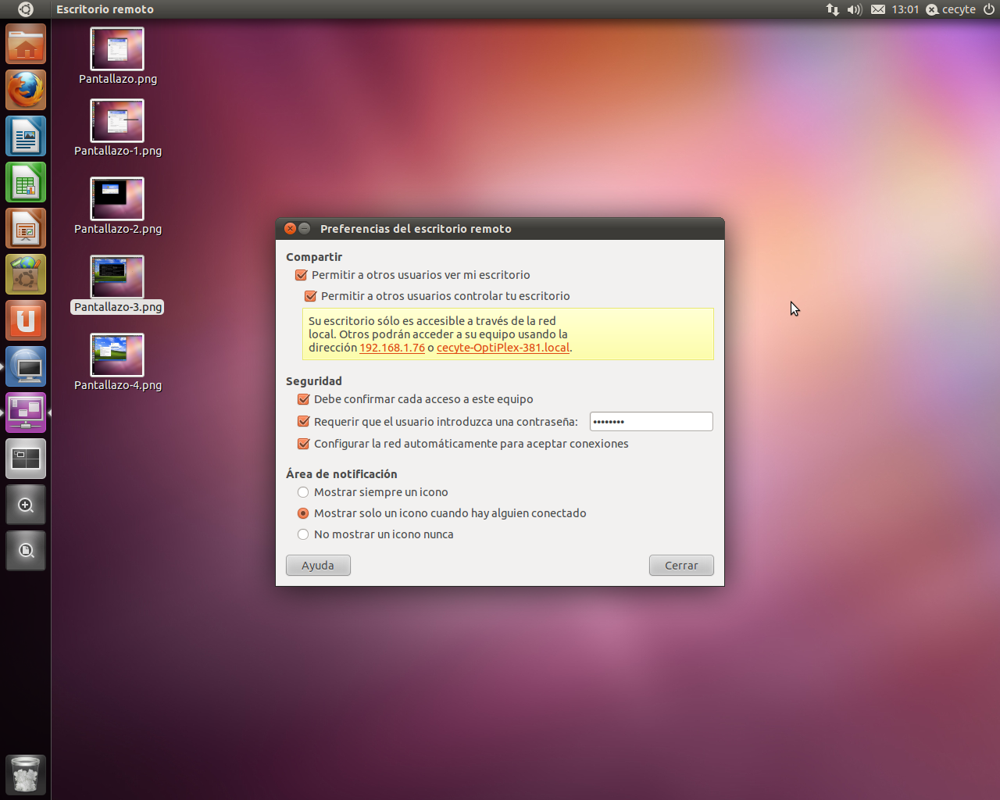 Escritorio remoto
13:01
cecyte
Pantallazo.png
Pantallazo-1.png
Pantallazo-2.png
Pantallazo-3.png
Pantallazo-4.png
Preferencias del escritorio remoto
Compartir
Permitir a otros usuarios ver mi escritorio
Permitir a otros usuarios controlar tu escritorio
Su escritorio sólo es accesible a través de la red
local. Otros podrán acceder a su equipo usando la
dirección 192.168.1.76 o cecyte-OptiPlex-381.local.
Seguridad
Debe confirmar cada acceso a este equipo
Requerir que el usuario introduzca una contraseña: ••••••••
Configurar la red automáticamente para aceptar conexiones
Área de notificación
Mostrar siempre un icono
Mostrar solo un icono cuando hay alguien conectado
No mostrar un icono nunca
Ayuda
Cerrar